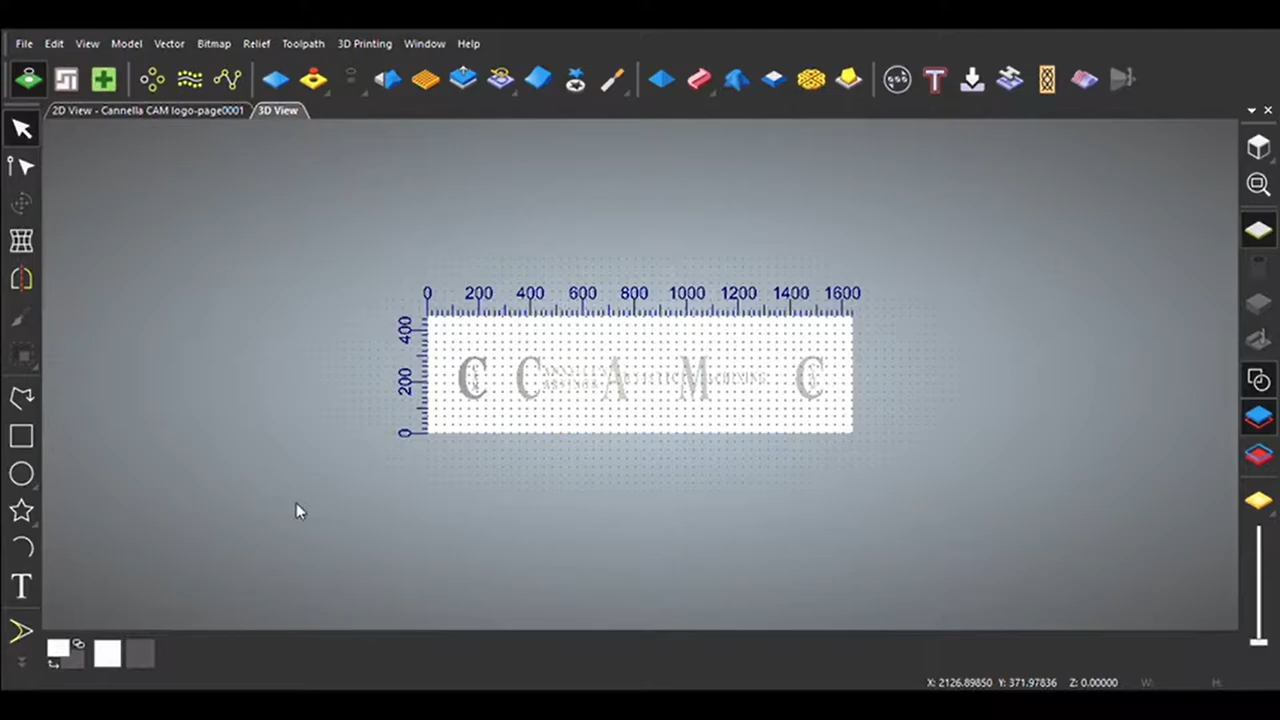 File Edit View Model Vector Bitmap Relief Toolpath 3D Printing Window Help
2D View - Cannella CAM logo-page0001 3D View
0 200 400 600 800 1000 1200 1400 1600
400
200
0
C C A M C
X: 2126.89850 Y: 371.97836 Z: 0.00000 W: H: